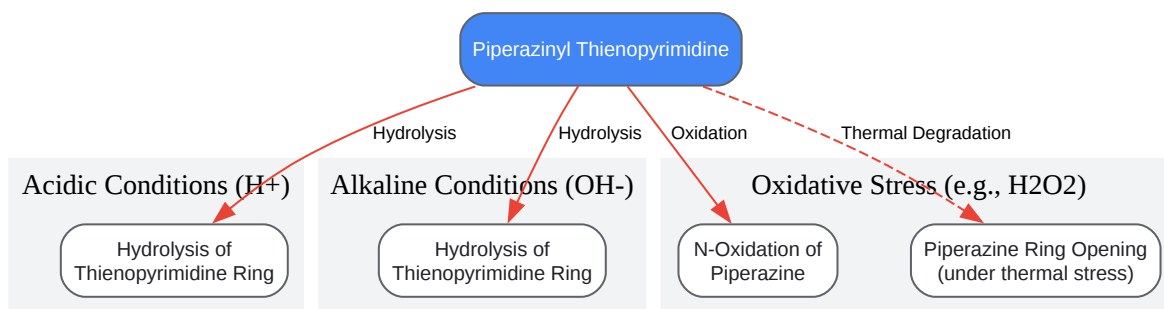 Piperazinyl Thienopyrimidine
Hydrolysis
Hydrolysis
Oxidation
Thermal Degradation
Acidic Conditions (H+)
Alkaline Conditions (OH-)
Oxidative Stress (e.g., H2O2)
Hydrolysis of
Thienopyrimidine Ring
Hydrolysis of
Thienopyrimidine Ring
N-Oxidation of
Piperazine
Piperazine Ring Opening
(under thermal stress)